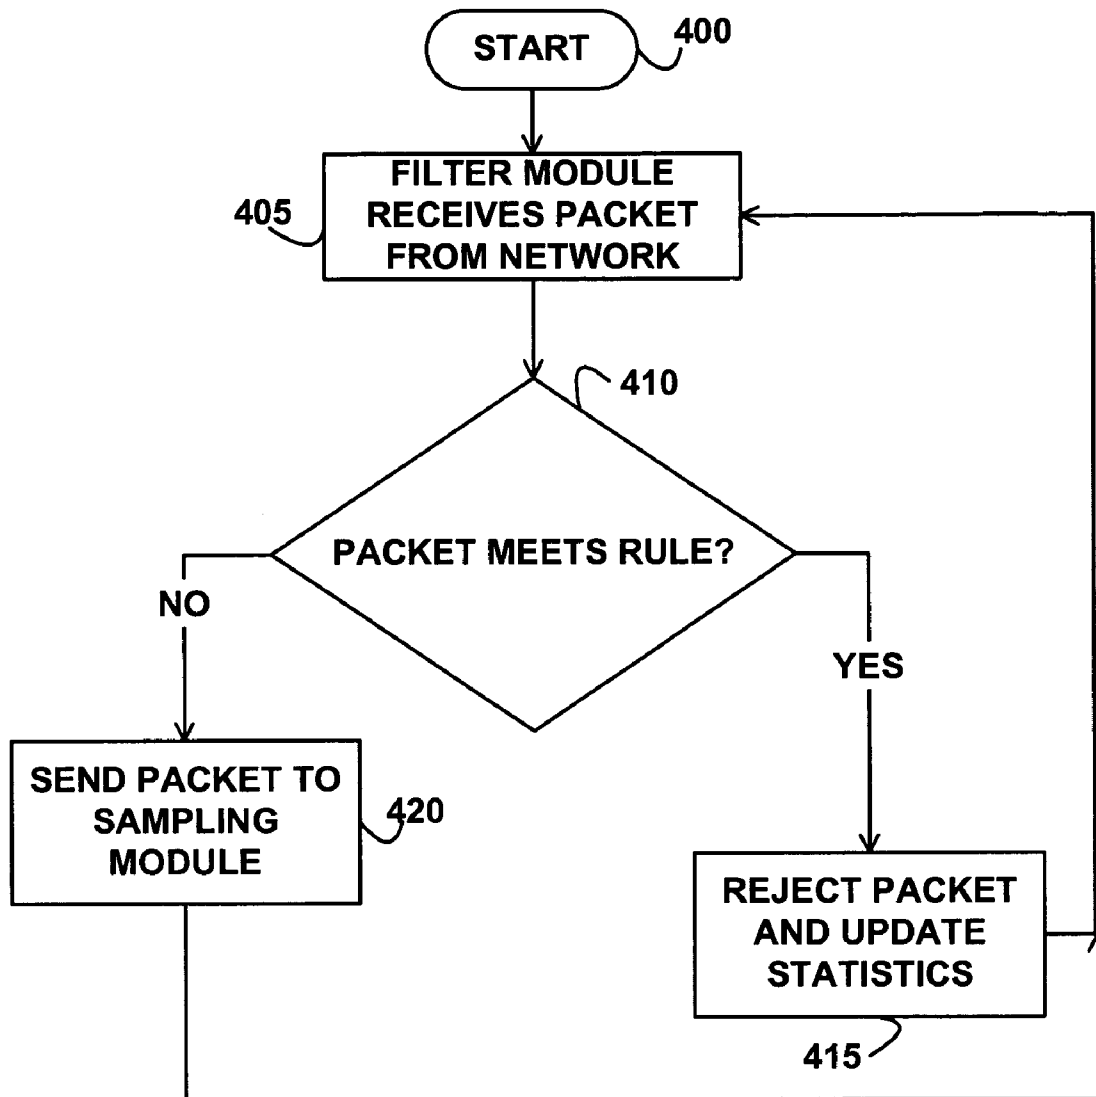 START
400
FILTER MODULE
RECEIVES PACKET
FROM NETWORK
405
410
PACKET MEETS RULE?
NO
YES
SEND PACKET TO
SAMPLING
MODULE
420
REJECT PACKET
AND UPDATE
STATISTICS
415